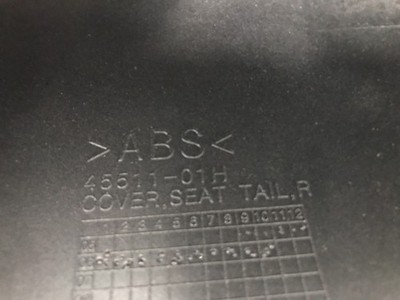 >ABS<
45511-01H
COVER,SEAT TAIL,R
1 2 3 4 5 6 7 8 9 10 11 12